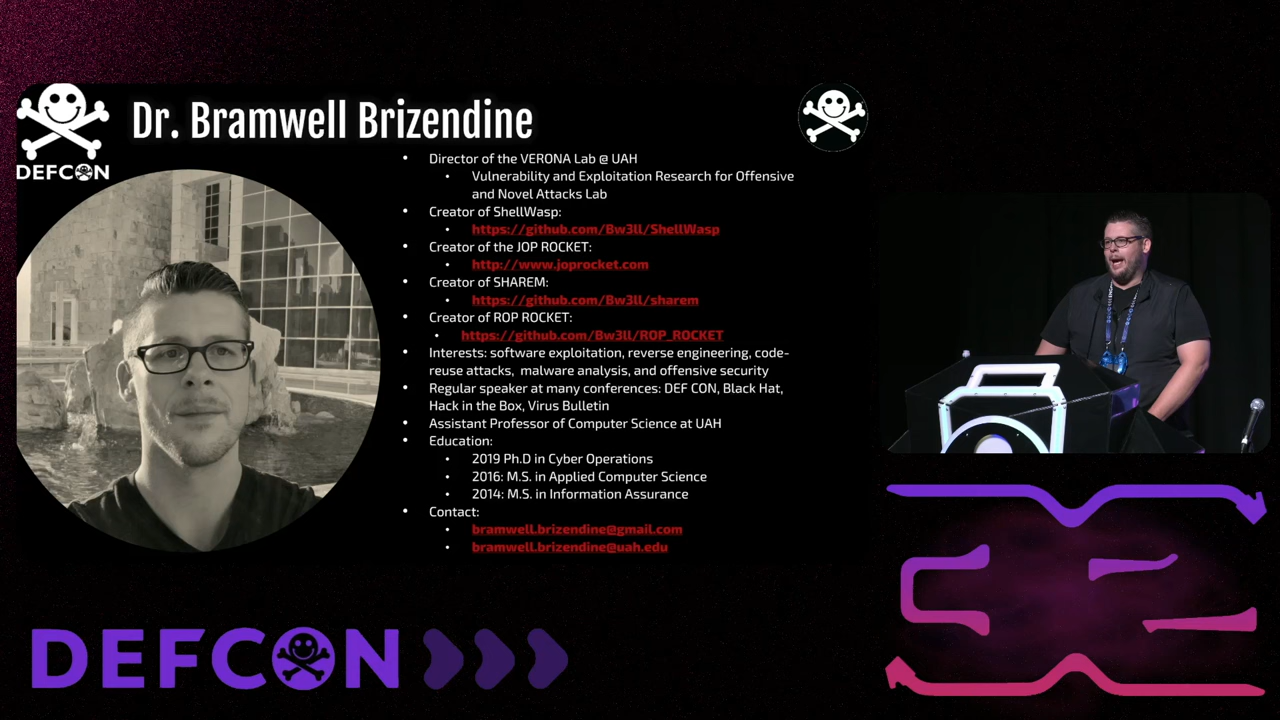 DEFCON
Dr. Bramwell Brizendine
Director of the VERONA Lab @ UAH
Vulnerability and Exploitation Research for Offensive
and Novel Attacks Lab
Creator of ShellWasp:
https://github.com/Bw3ll/ShellWasp
Creator of the JOP ROCKET:
http://www.joprocket.com
Creator of SHAREM:
https://github.com/Bw3ll/sharem
Creator of ROP ROCKET:
https://github.com/Bw3ll/ROP_ROCKET
Interests: software exploitation, reverse engineering, code-
reuse attacks, malware analysis, and offensive security
Regular speaker at many conferences: DEF CON, Black Hat,
Hack in the Box, Virus Bulletin
Assistant Professor of Computer Science at UAH
Education:
2019 Ph.D in Cyber Operations
2016: M.S. in Applied Computer Science
2014: M.S. in Information Assurance
Contact:
bramwell.brizendine@gmail.com
bramwell.brizendine@uah.edu
DEFCON